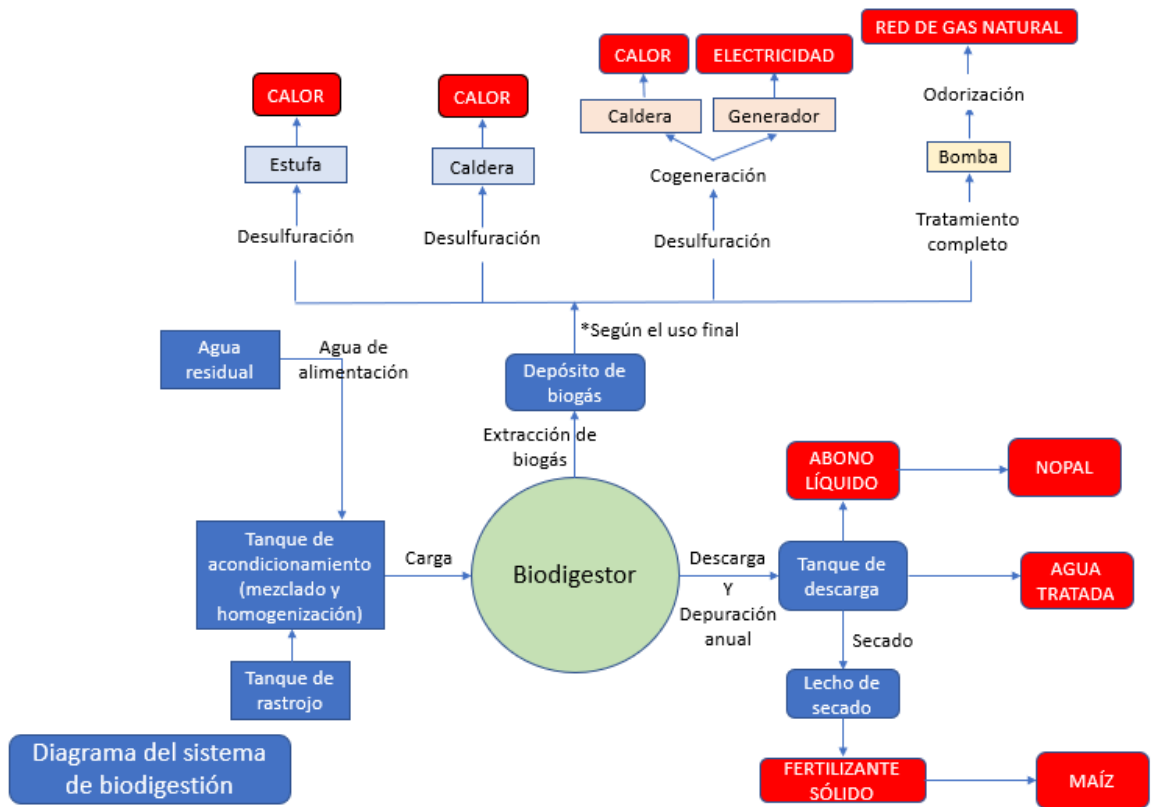 RED DE GAS NATURAL
CALOR
ELECTRICIDAD
CALOR
CALOR
Odorización
Caldera
Generador
Estufa
Caldera
Bomba
Cogeneración
Desulfuración
Desulfuración
Desulfuración
Tratamiento
completo
*Según el uso final
Agua
residual
Agua de
alimentación
Depósito de
biogás
Extracción de
biogás
ABONO
LÍQUIDO
NOPAL
Tanque de
acondicionamiento
(mezclado y
homogenización)
Carga
Biodigestor
Descarga
Y
Depuración
anual
Tanque de
descarga
AGUA
TRATADA
Secado
Tanque de
rastrojo
Lecho de
secado
Diagrama del sistema
de biodigestión
FERTILIZANTE
SÓLIDO
MAÍZ